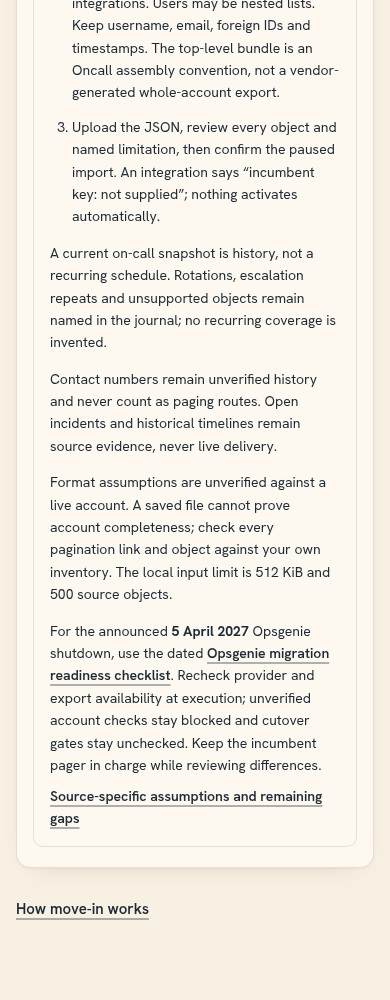 integrations. Users may be nested lists.
Keep username, email, foreign IDs and
timestamps. The top-level bundle is an
Oncall assembly convention, not a vendor-
generated whole-account export.
3. Upload the JSON, review every object and
named limitation, then confirm the paused
import. An integration says “incumbent
key: not supplied”; nothing activates
automatically.
A current on-call snapshot is history, not a
recurring schedule. Rotations, escalation
repeats and unsupported objects remain
named in the journal; no recurring coverage is
invented.
Contact numbers remain unverified history
and never count as paging routes. Open
incidents and historical timelines remain
source evidence, never live delivery.
Format assumptions are unverified against a
live account. A saved file cannot prove
account completeness; check every
pagination link and object against your own
inventory. The local input limit is 512 KiB and
500 source objects.
For the announced 5 April 2027 Opsgenie
shutdown, use the dated Opsgenie migration
readiness checklist. Recheck provider and
export availability at execution; unverified
account checks stay blocked and cutover
gates stay unchecked. Keep the incumbent
pager in charge while reviewing differences.
Source-specific assumptions and remaining
gaps
How move-in works